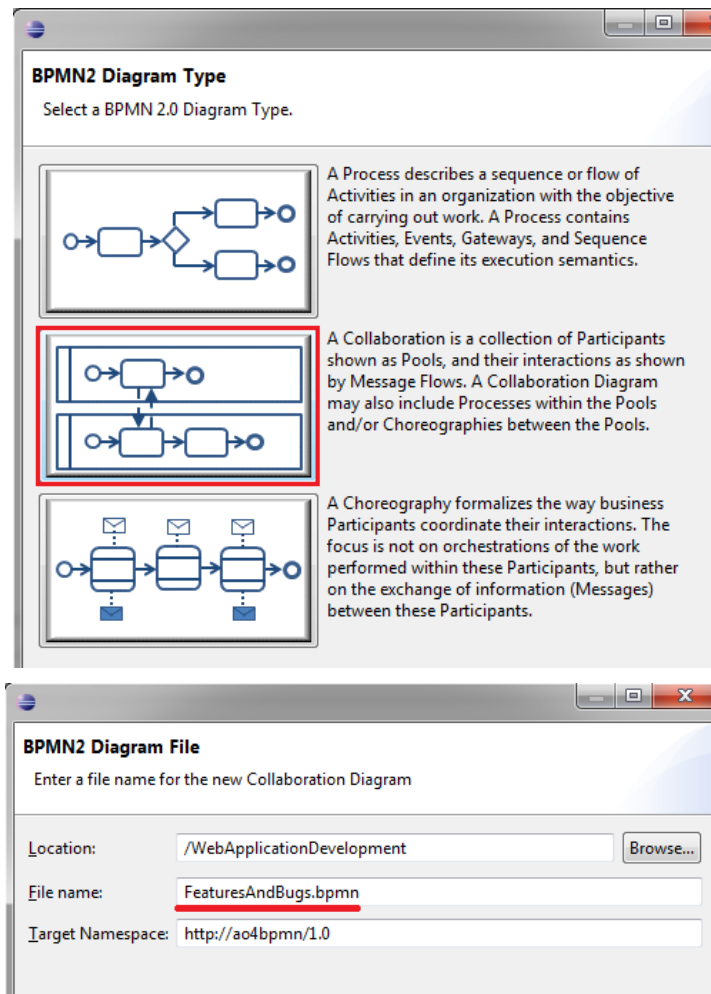 BPMN2 Diagram Type
Select a BPMN 2.0 Diagram Type.
A Process describes a sequence or flow of
Activities in an organization with the objective
of carrying out work. A Process contains
Activities, Events, Gateways, and Sequence
Flows that define its execution semantics.
A Collaboration is a collection of Participants
shown as Pools, and their interactions as shown
by Message Flows. A Collaboration Diagram
may also include Processes within the Pools
and/or Choreographies between the Pools.
A Choreography formalizes the way business
Participants coordinate their interactions. The
focus is not on orchestrations of the work
performed within these Participants, but rather
on the exchange of information (Messages)
between these Participants.
BPMN2 Diagram File
Enter a file name for the new Collaboration Diagram
Location: /WebApplicationDevelopment Browse...
File name: FeaturesAndBugs.bpmn
Target Namespace: http://ao4bpmn/1.0